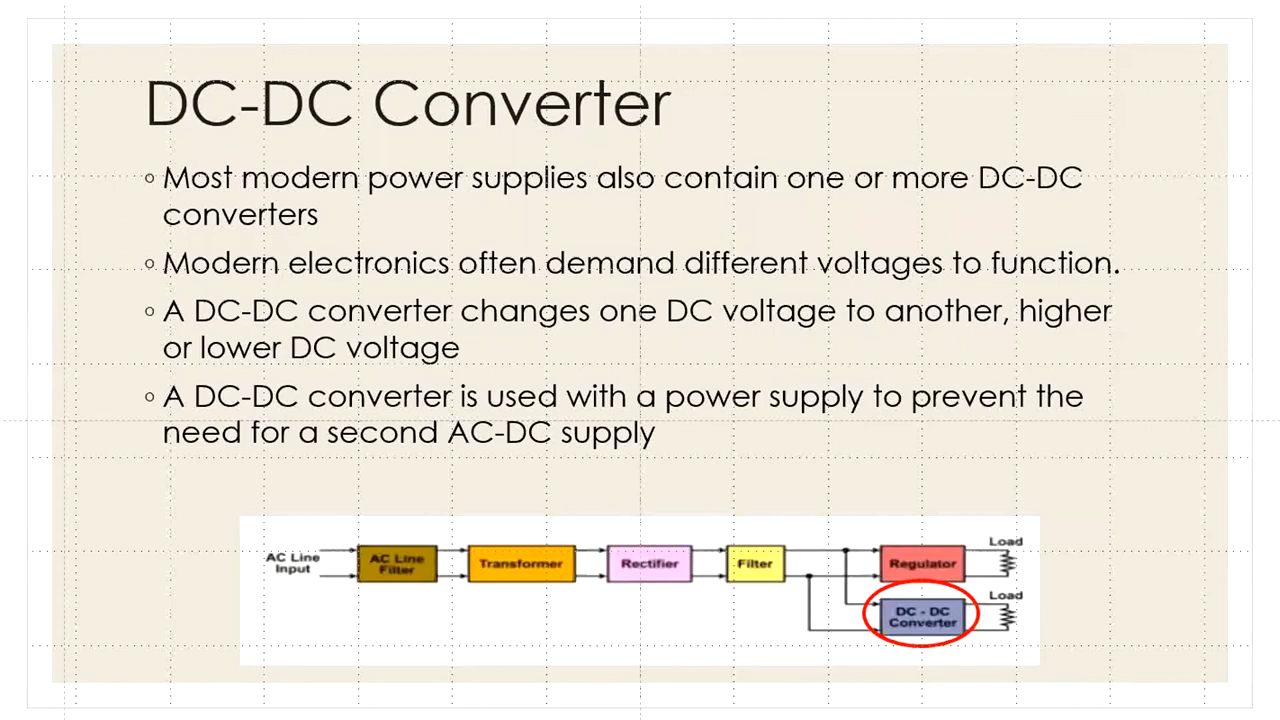 DC-DC Converter
◦ Most modern power supplies also contain one or more DC-DC
converters
◦ Modern electronics often demand different voltages to function.
◦ A DC-DC converter changes one DC voltage to another, higher
or lower DC voltage
◦ A DC-DC converter is used with a power supply to prevent the
need for a second AC-DC supply
AC Line
Input
AC Line
Filter
Transformer
Rectifier
Filter
Regulator
Load
DC - DC
Converter
Load